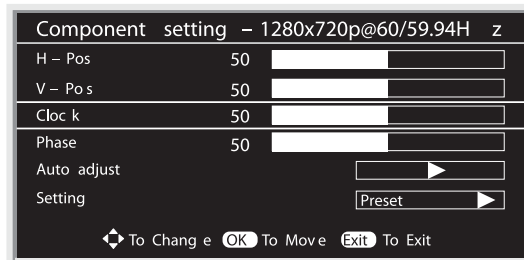 Component setting – 1280x720p@60/59.94H z
H – Pos 50
V – Po s 50
Cloc k 50
Phase 50
Auto adjust
Setting Preset
To Chang e OK To Mov e Exit To Exit